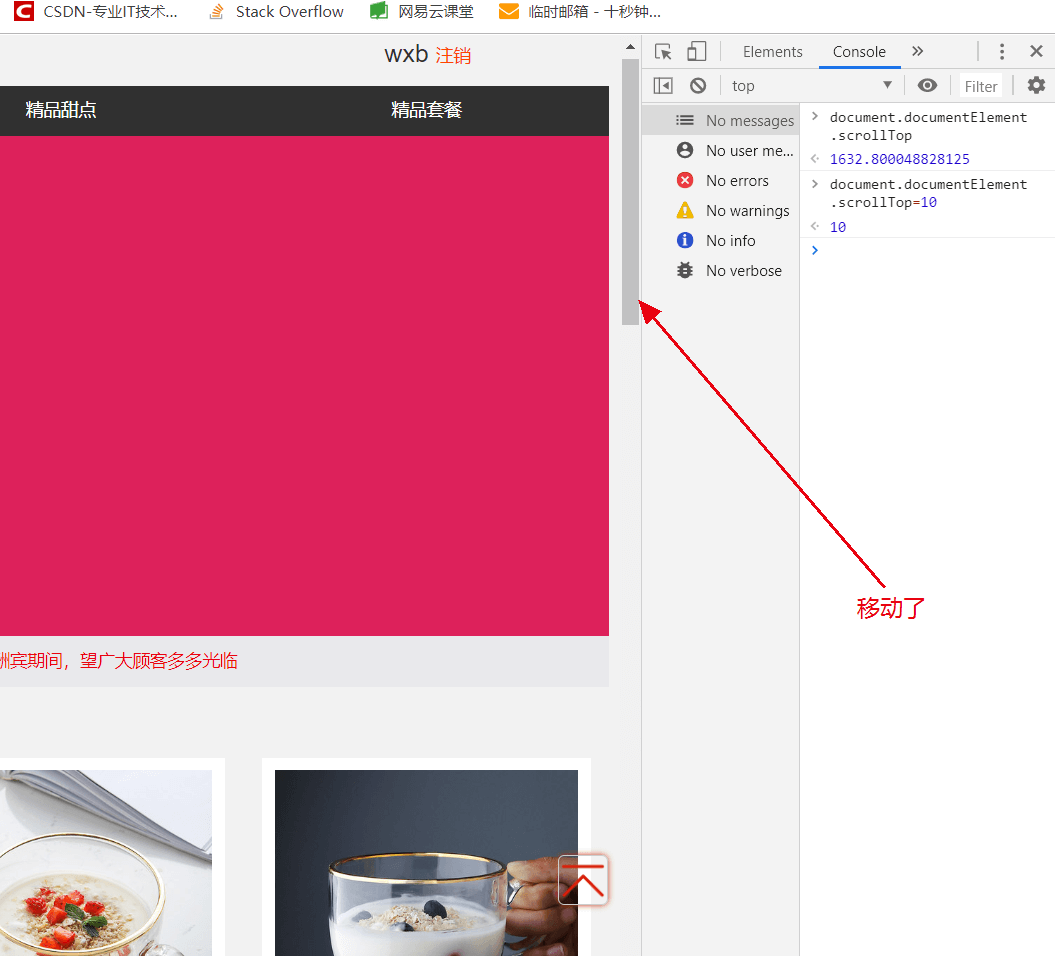 CSDN-专业IT技术... Stack Overflow 网易云课堂 临时邮箱 - 十秒钟...
wxb 注销
精品甜点 精品套餐
宾期间，望广大顾客多多光临
Elements Console
top Filter
No messages
No user me...
No errors
No warnings
No info
No verbose
document.documentElement
.scrollTop
1632.800048828125
document.documentElement
.scrollTop=10
10
移动了